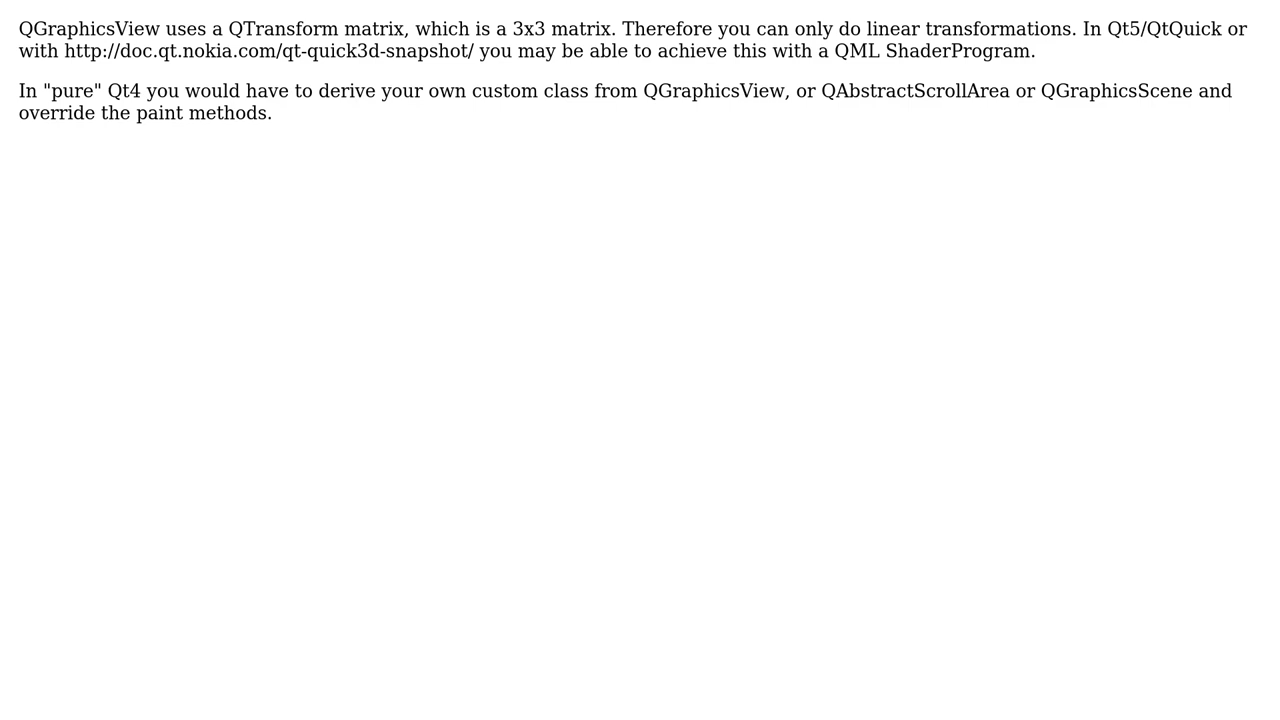 QGraphicsView uses a QTransform matrix, which is a 3x3 matrix. Therefore you can only do linear transformations. In Qt5/QtQuick or
with http://doc.qt.nokia.com/qt-quick3d-snapshot/ you may be able to achieve this with a QML ShaderProgram.
In "pure" Qt4 you would have to derive your own custom class from QGraphicsView, or QAbstractScrollArea or QGraphicsScene and
override the paint methods.